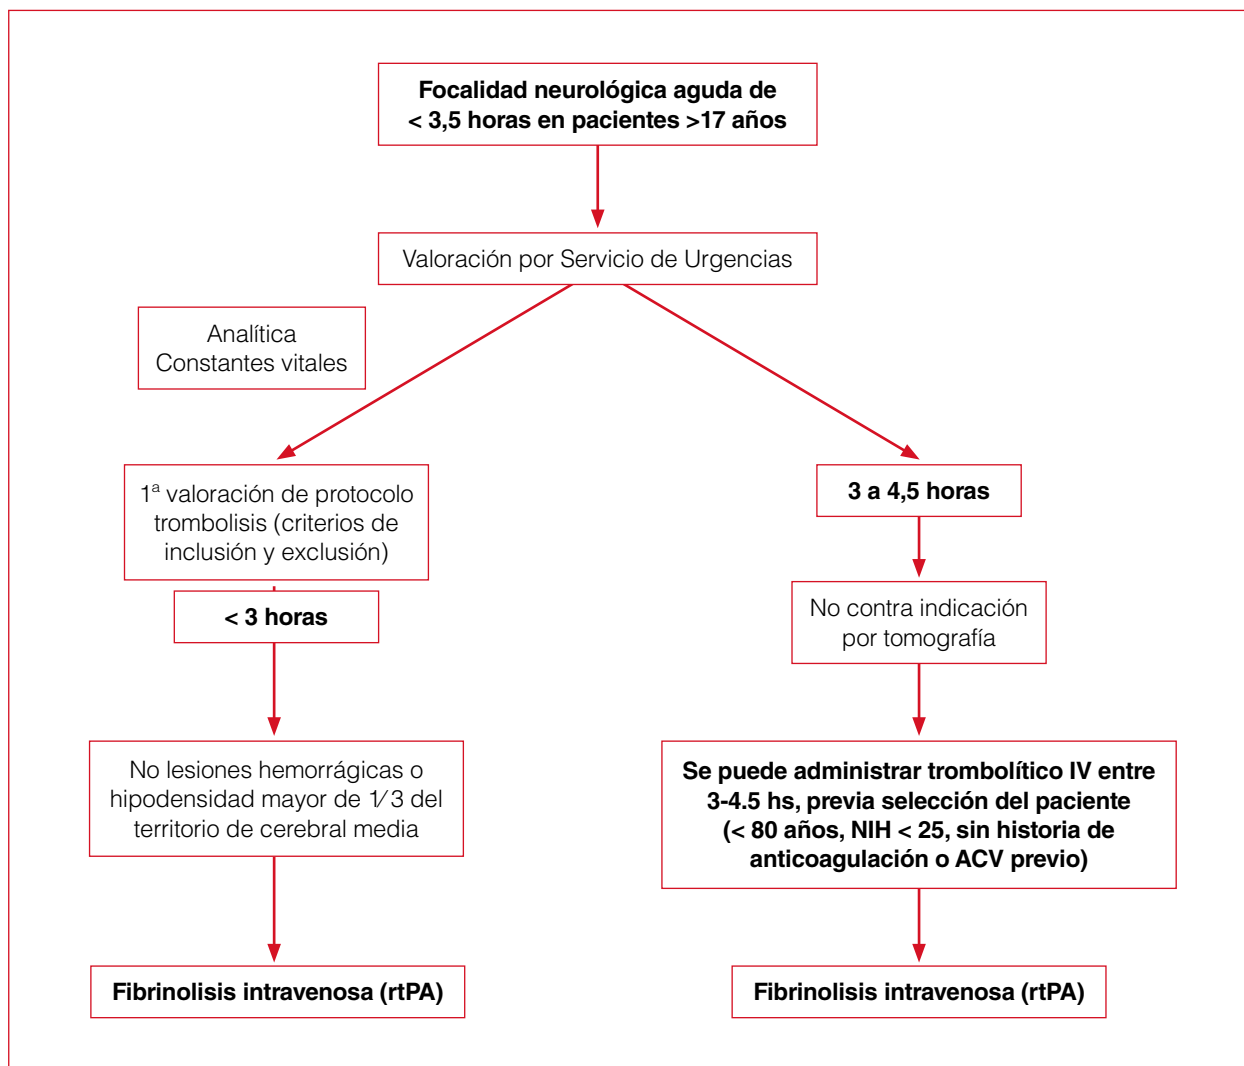 Focalidad neurológica aguda de
< 3,5 horas en pacientes >17 años
Valoración por Servicio de Urgencias
Analítica
Constantes vitales
1ª valoración de protocolo
trombolisis (criterios de
inclusión y exclusión)
< 3 horas
No lesiones hemorrágicas o
hipodensidad mayor de 1/3 del
territorio de cerebral media
Fibrinolisis intravenosa (rtPA)
3 a 4,5 horas
No contra indicación
por tomografía
Se puede administrar trombolítico IV entre
3-4.5 hs, previa selección del paciente
(< 80 años, NIH < 25, sin historia de
anticoagulación o ACV previo)
Fibrinolisis intravenosa (rtPA)